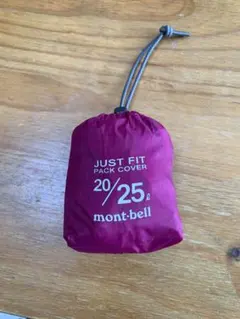 JUST FIT
PACK COVER
20/25ℓ
mont-bell